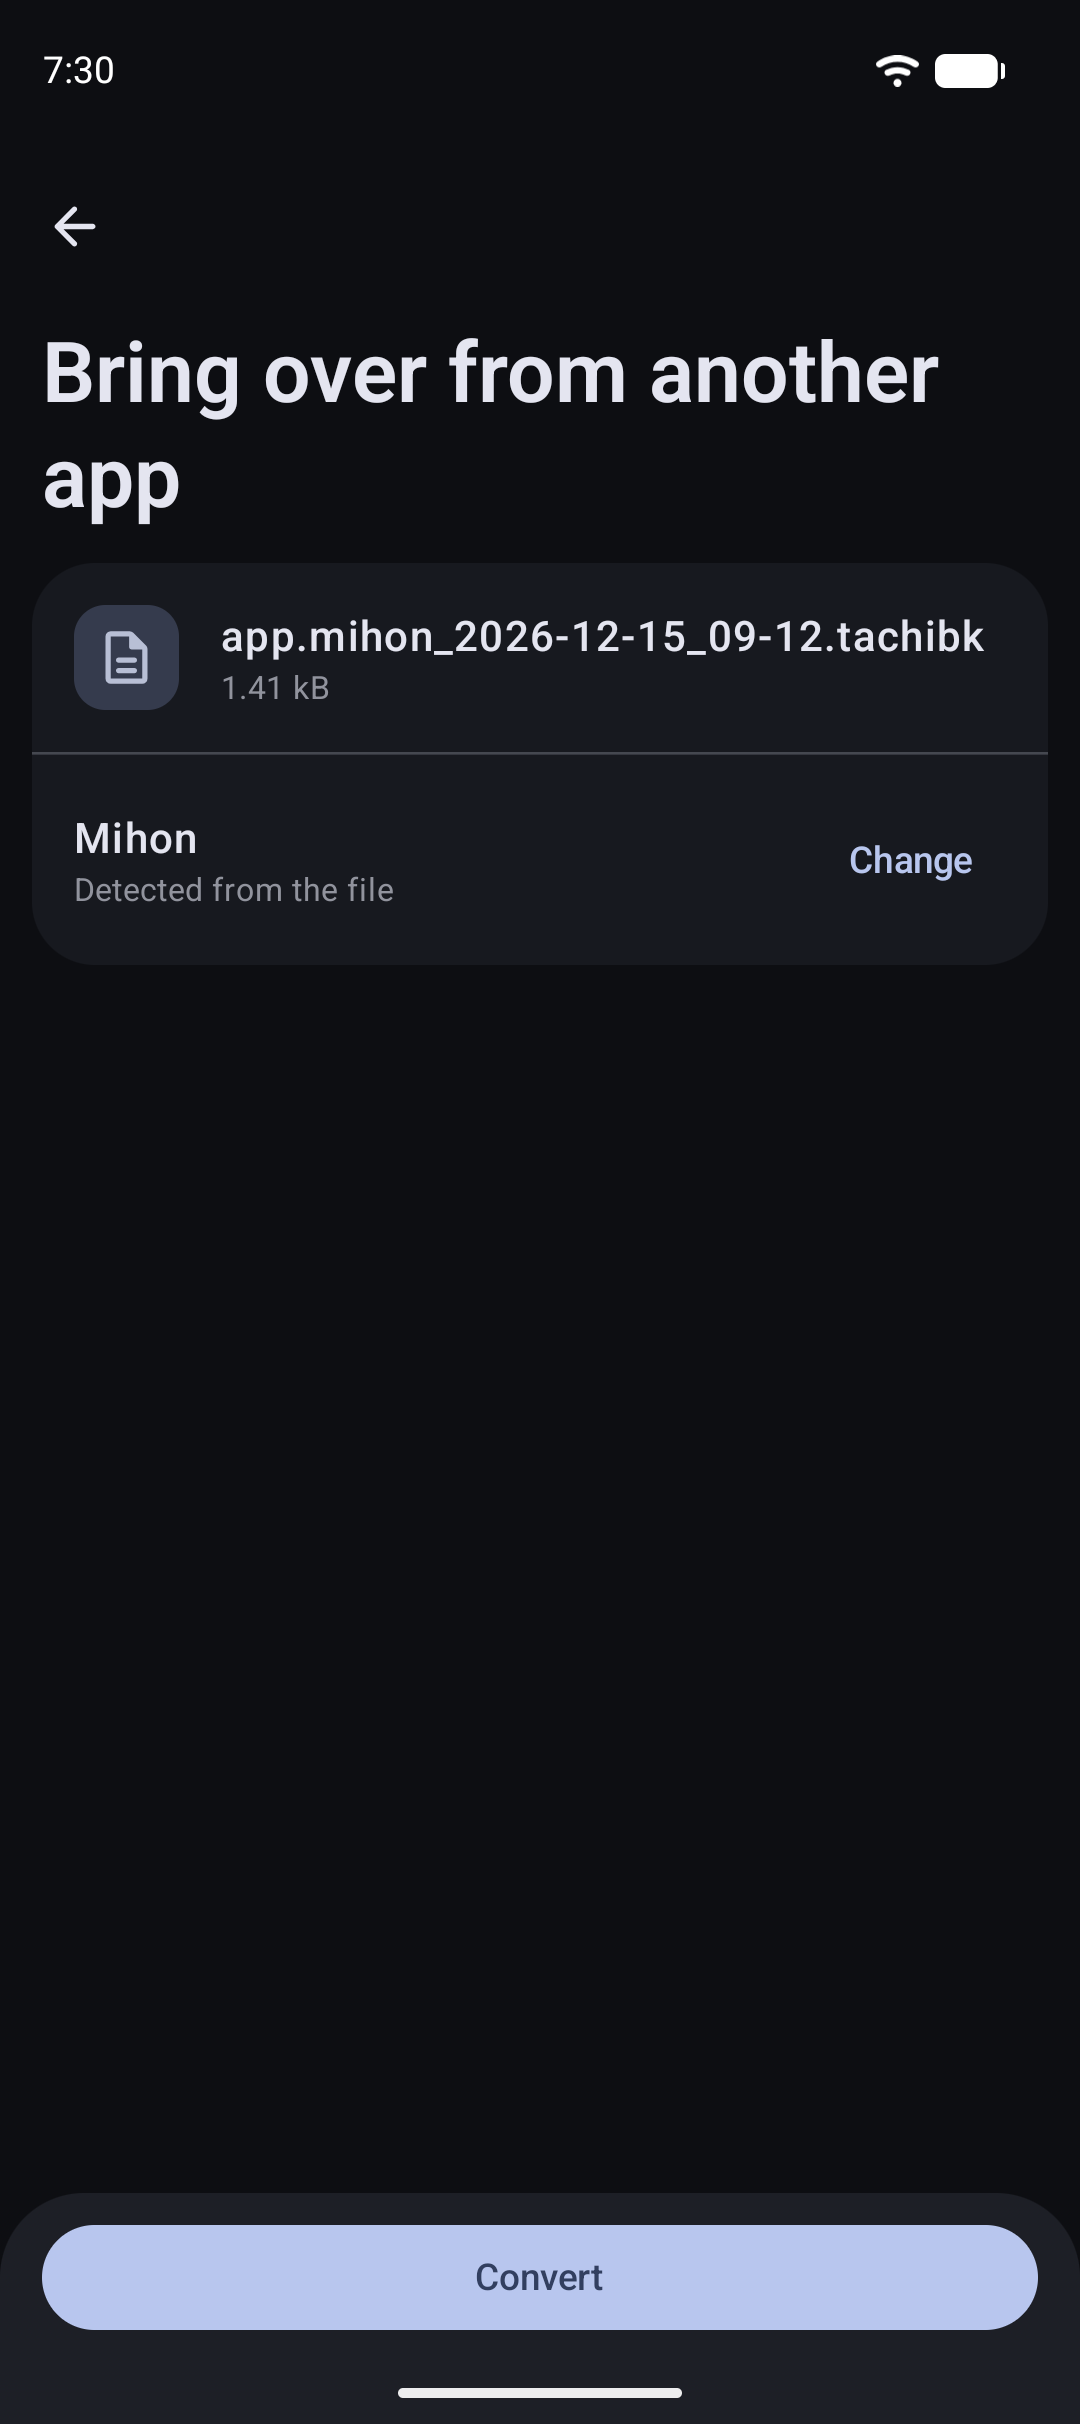 7:30
Bring over from another
app
app.mihon_2026-12-15_09-12.tachibk
1.41 kB
Mihon
Detected from the file
Change
Convert